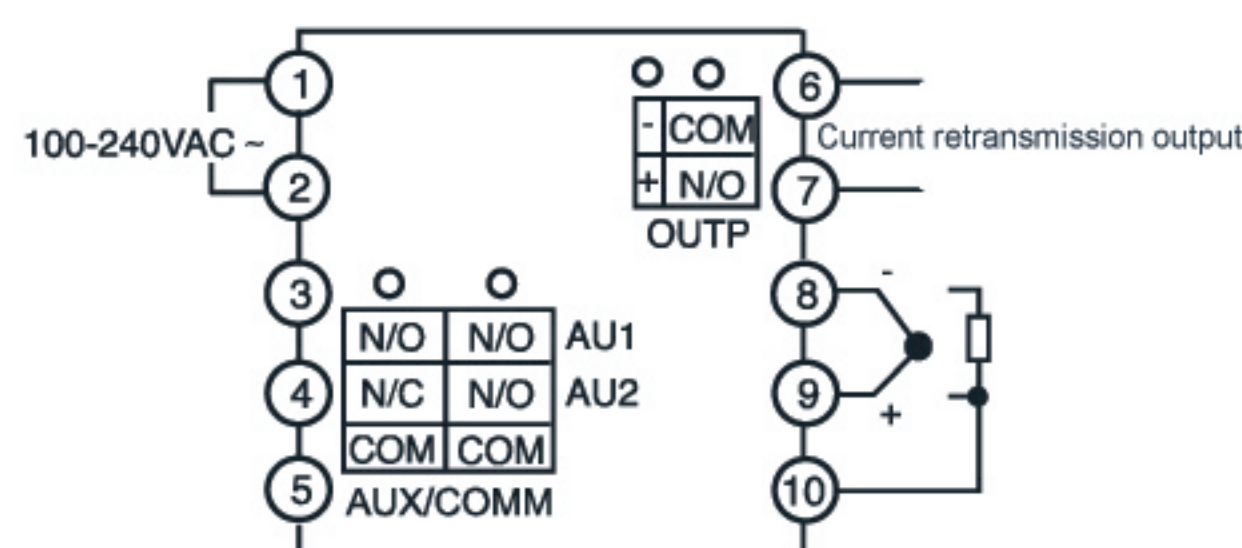 1
6
- COM
100-240VAC ~
Current retransmission output
+ N/O
2
7
OUTP
3
8
-
N/O N/O AU1
4
N/C N/O AU2
9
+
COM COM
5
10
AUX/COMM